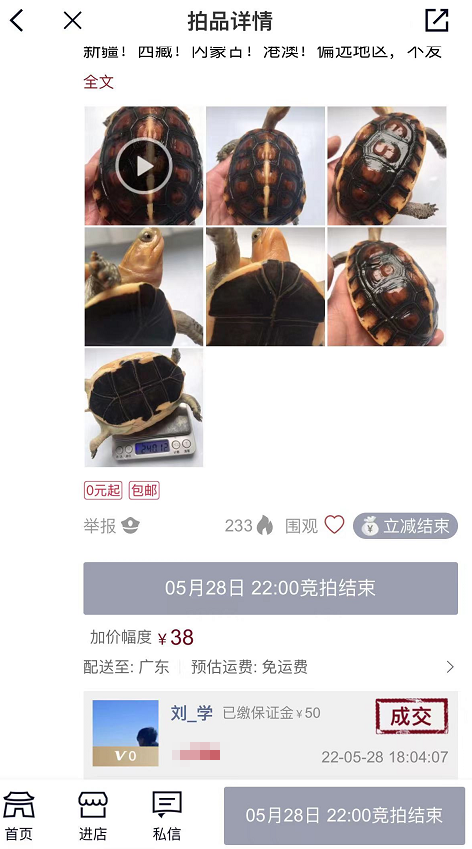 拍品详情
新疆！西藏！内蒙古！港澳！偏远地区，不发
全文
0元起 包邮
举报 233 围观 立减结束
05月28日 22:00竞拍结束
加价幅度 ¥38
配送至: 广东 预估运费: 免运费
刘_学 已缴保证金¥50 成交
V0
22-05-28 18:04:07
首页 进店 私信 05月28日 22:00竞拍结束